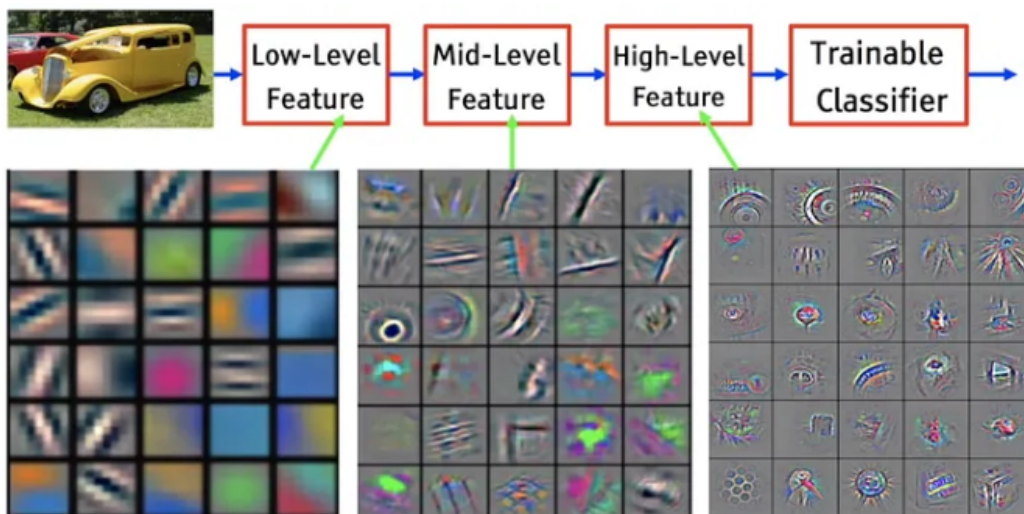 Low-Level
Feature
Mid-Level
Feature
High-Level
Feature
Trainable
Classifier